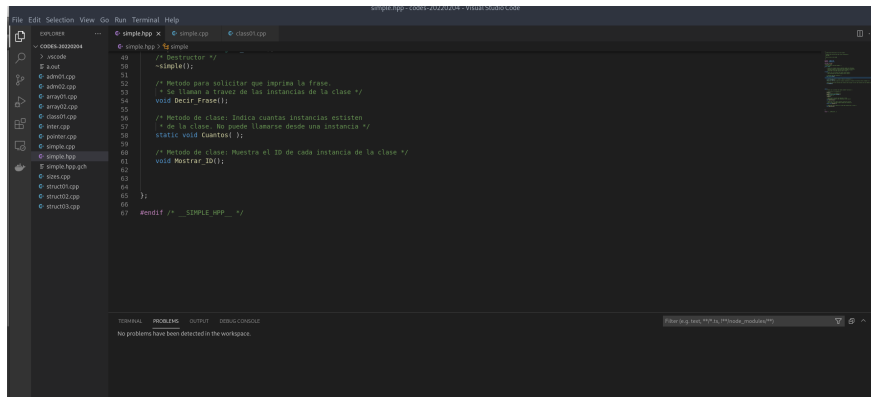 simple.hpp - codes-20220204 - Visual Studio Code
File Edit Selection View Go Run Terminal Help
EXPLORER ...
CODES-20220204
.vscode
a.out
adm01.cpp
adm02.cpp
array01.cpp
array02.cpp
class01.cpp
inter.cpp
pointer.cpp
simple.cpp
simple.hpp
simple.hpp.gch
sizes.cpp
struct01.cpp
struct02.cpp
struct03.cpp
simple.hpp × simple.cpp class01.cpp
simple.hpp > simple
49 /* Destructor */
50 ~simple();
51
52 /* Metodo para solicitar que imprima la frase.
53 * Se llaman a travez de las instancias de la clase */
54 void Decir_Frase();
55
56 /* Metodo de clase: Indica cuantas instancias estisten
57 * de la clase. No puede llamarse desde una instancia */
58 static void Cuantos( );
59
60 /* Metodo de clase: Muestra el ID de cada instancia de la clase */
61 void Mostrar_ID();
62
63
64
65 };
66
67 #endif /* __SIMPLE_HPP__ */
TERMINAL PROBLEMS OUTPUT DEBUG CONSOLE
Filter (e.g. text, **/*.ts, !**/node_modules/**)
No problems have been detected in the workspace.